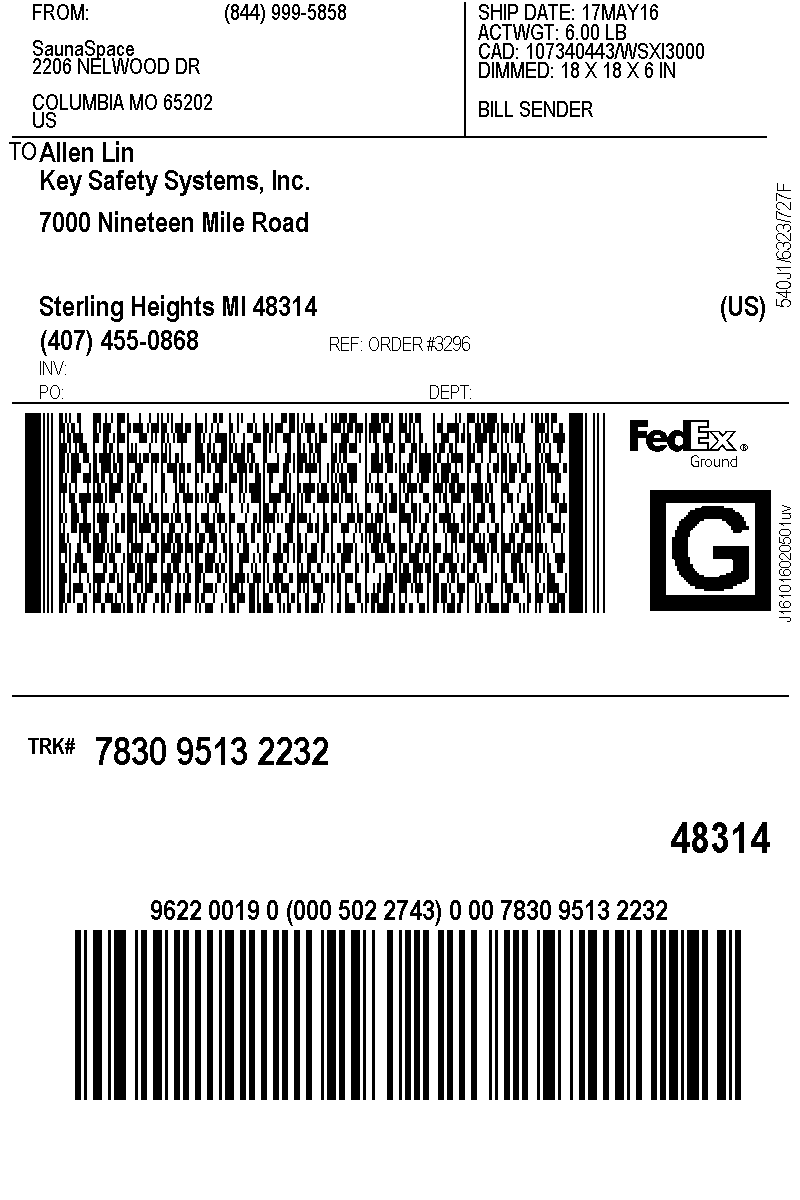 FROM: (844) 999-5858
SaunaSpace
2206 NELWOOD DR
COLUMBIA MO 65202
US
SHIP DATE: 17MAY16
ACTWGT: 6.00 LB
CAD: 107340443/WSXI3000
DIMMED: 18 X 18 X 6 IN
BILL SENDER
TO Allen Lin
Key Safety Systems, Inc.
7000 Nineteen Mile Road
Sterling Heights MI 48314 (US)
(407) 455-0868 REF: ORDER #3296
INV:
PO: DEPT:
540J1/6323/727F
FedEx®
Ground
G
J161016020501uv
TRK# 7830 9513 2232
48314
9622 0019 0 (000 502 2743) 0 00 7830 9513 2232